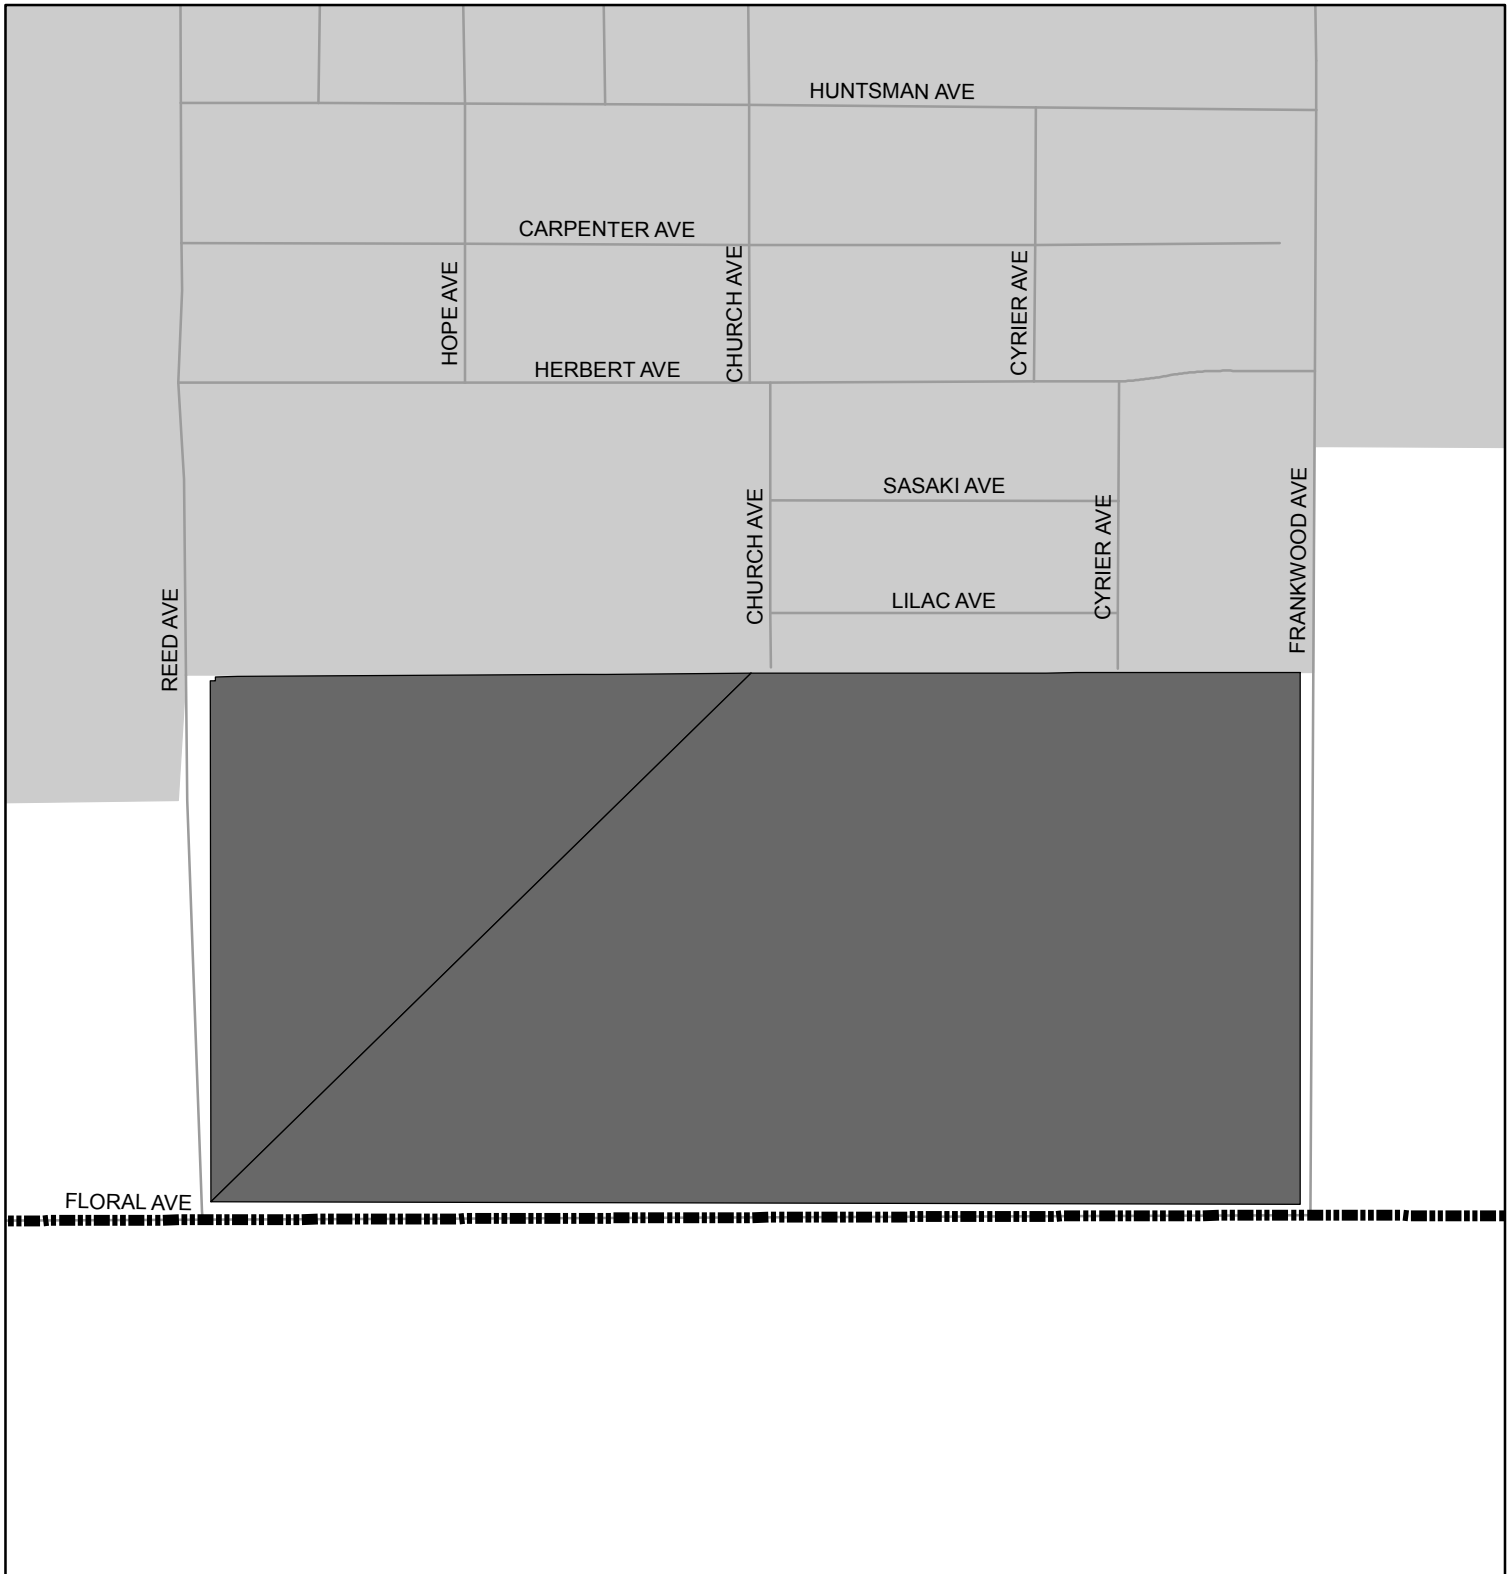 HUNTSMAN AVE
CARPENTER AVE
HOPE AVE
CHURCH AVE
CYRIER AVE
HERBERT AVE
SASAKI AVE
CHURCH AVE
CYRIER AVE
FRANKWOOD AVE
LILAC AVE
REED AVE
FLORAL AVE